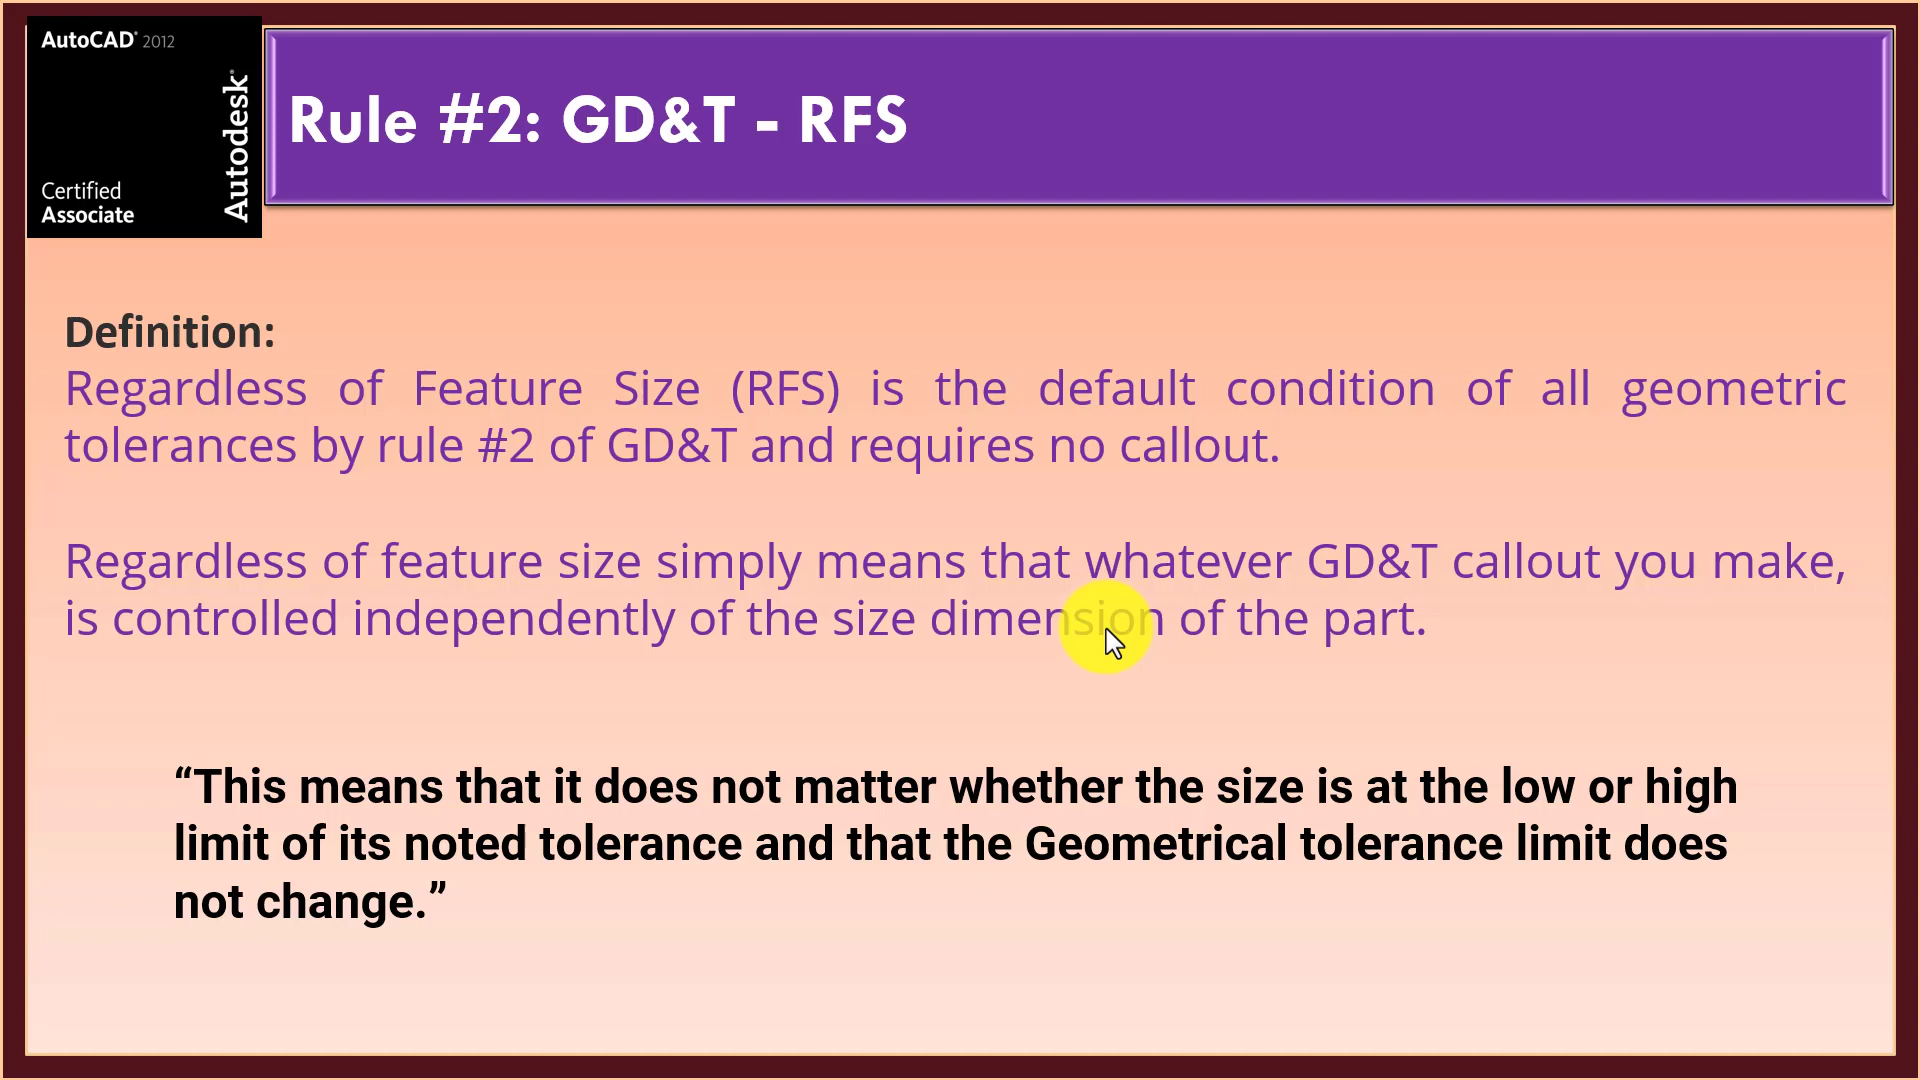 AutoCAD® 2012
Autodesk®
Certified
Associate
Rule #2: GD&T - RFS
Definition:
Regardless of Feature Size (RFS) is the default condition of all geometric
tolerances by rule #2 of GD&T and requires no callout.
Regardless of feature size simply means that whatever GD&T callout you make,
is controlled independently of the size dimension of the part.
“This means that it does not matter whether the size is at the low or high
limit of its noted tolerance and that the Geometrical tolerance limit does
not change.”